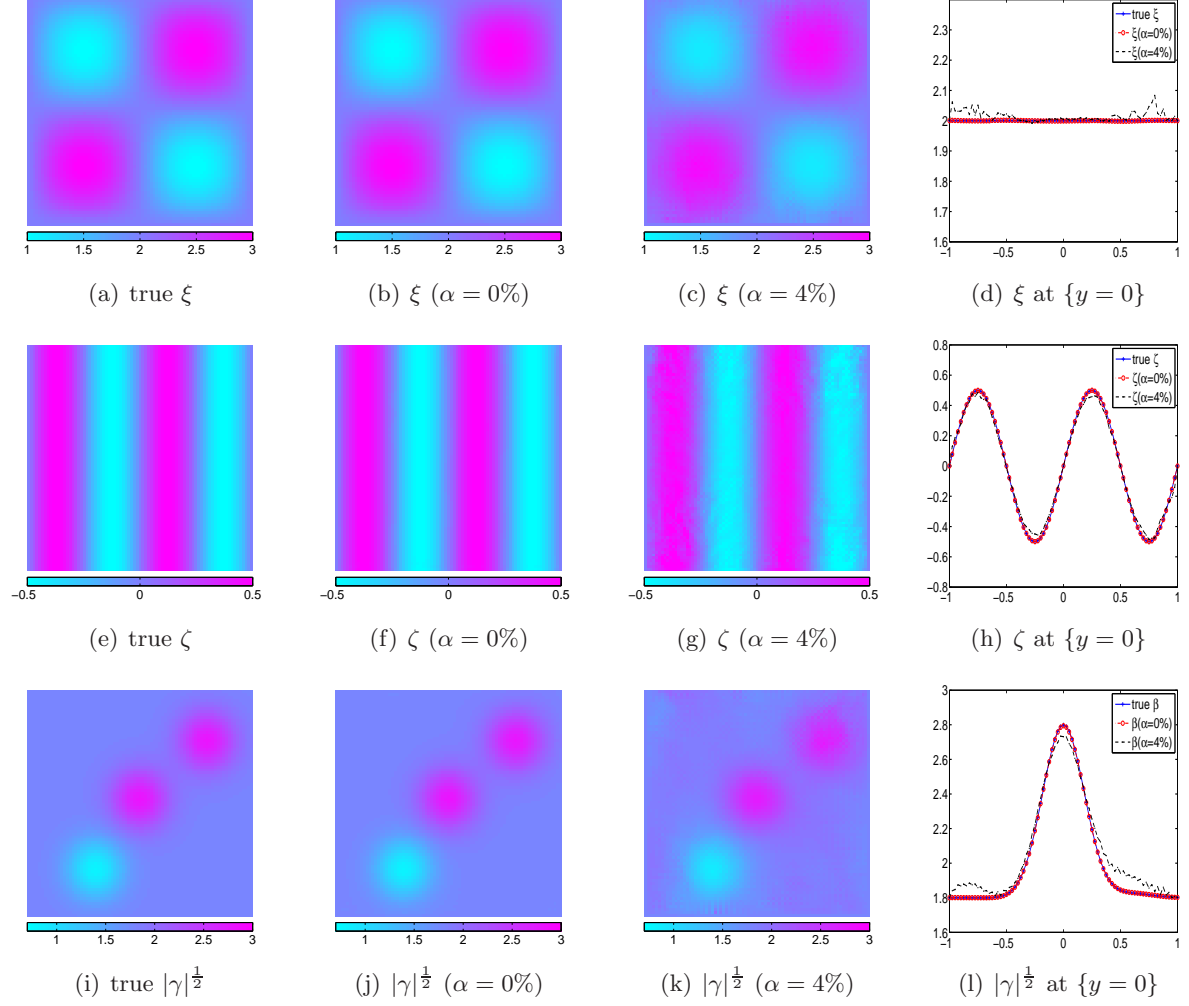 1 1.5 2 2.5 3
1 1.5 2 2.5 3
1 1.5 2 2.5 3
true ξ
ξ(α=0%)
ξ(α=4%)
2.3
2.2
2.1
2
1.9
1.8
1.7
1.6
−1 −0.5 0 0.5 1
(a) true ξ
(b) ξ (α = 0%)
(c) ξ (α = 4%)
(d) ξ at {y = 0}
−0.5 0 0.5
−0.5 0 0.5
−0.5 0 0.5
true ζ
ζ(α=0%)
ζ(α=4%)
0.8
0.6
0.4
0.2
0
−0.2
−0.4
−0.6
−0.8
−1 −0.5 0 0.5 1
(e) true ζ
(f) ζ (α = 0%)
(g) ζ (α = 4%)
(h) ζ at {y = 0}
1 1.5 2 2.5 3
1 1.5 2 2.5 3
1 1.5 2 2.5 3
true β
β(α=0%)
β(α=4%)
3
2.8
2.6
2.4
2.2
2
1.8
1.6
−1 −0.5 0 0.5 1
(i) true |γ|^{1/2}
(j) |γ|^{1/2} (α = 0%)
(k) |γ|^{1/2} (α = 4%)
(l) |γ|^{1/2} at {y = 0}